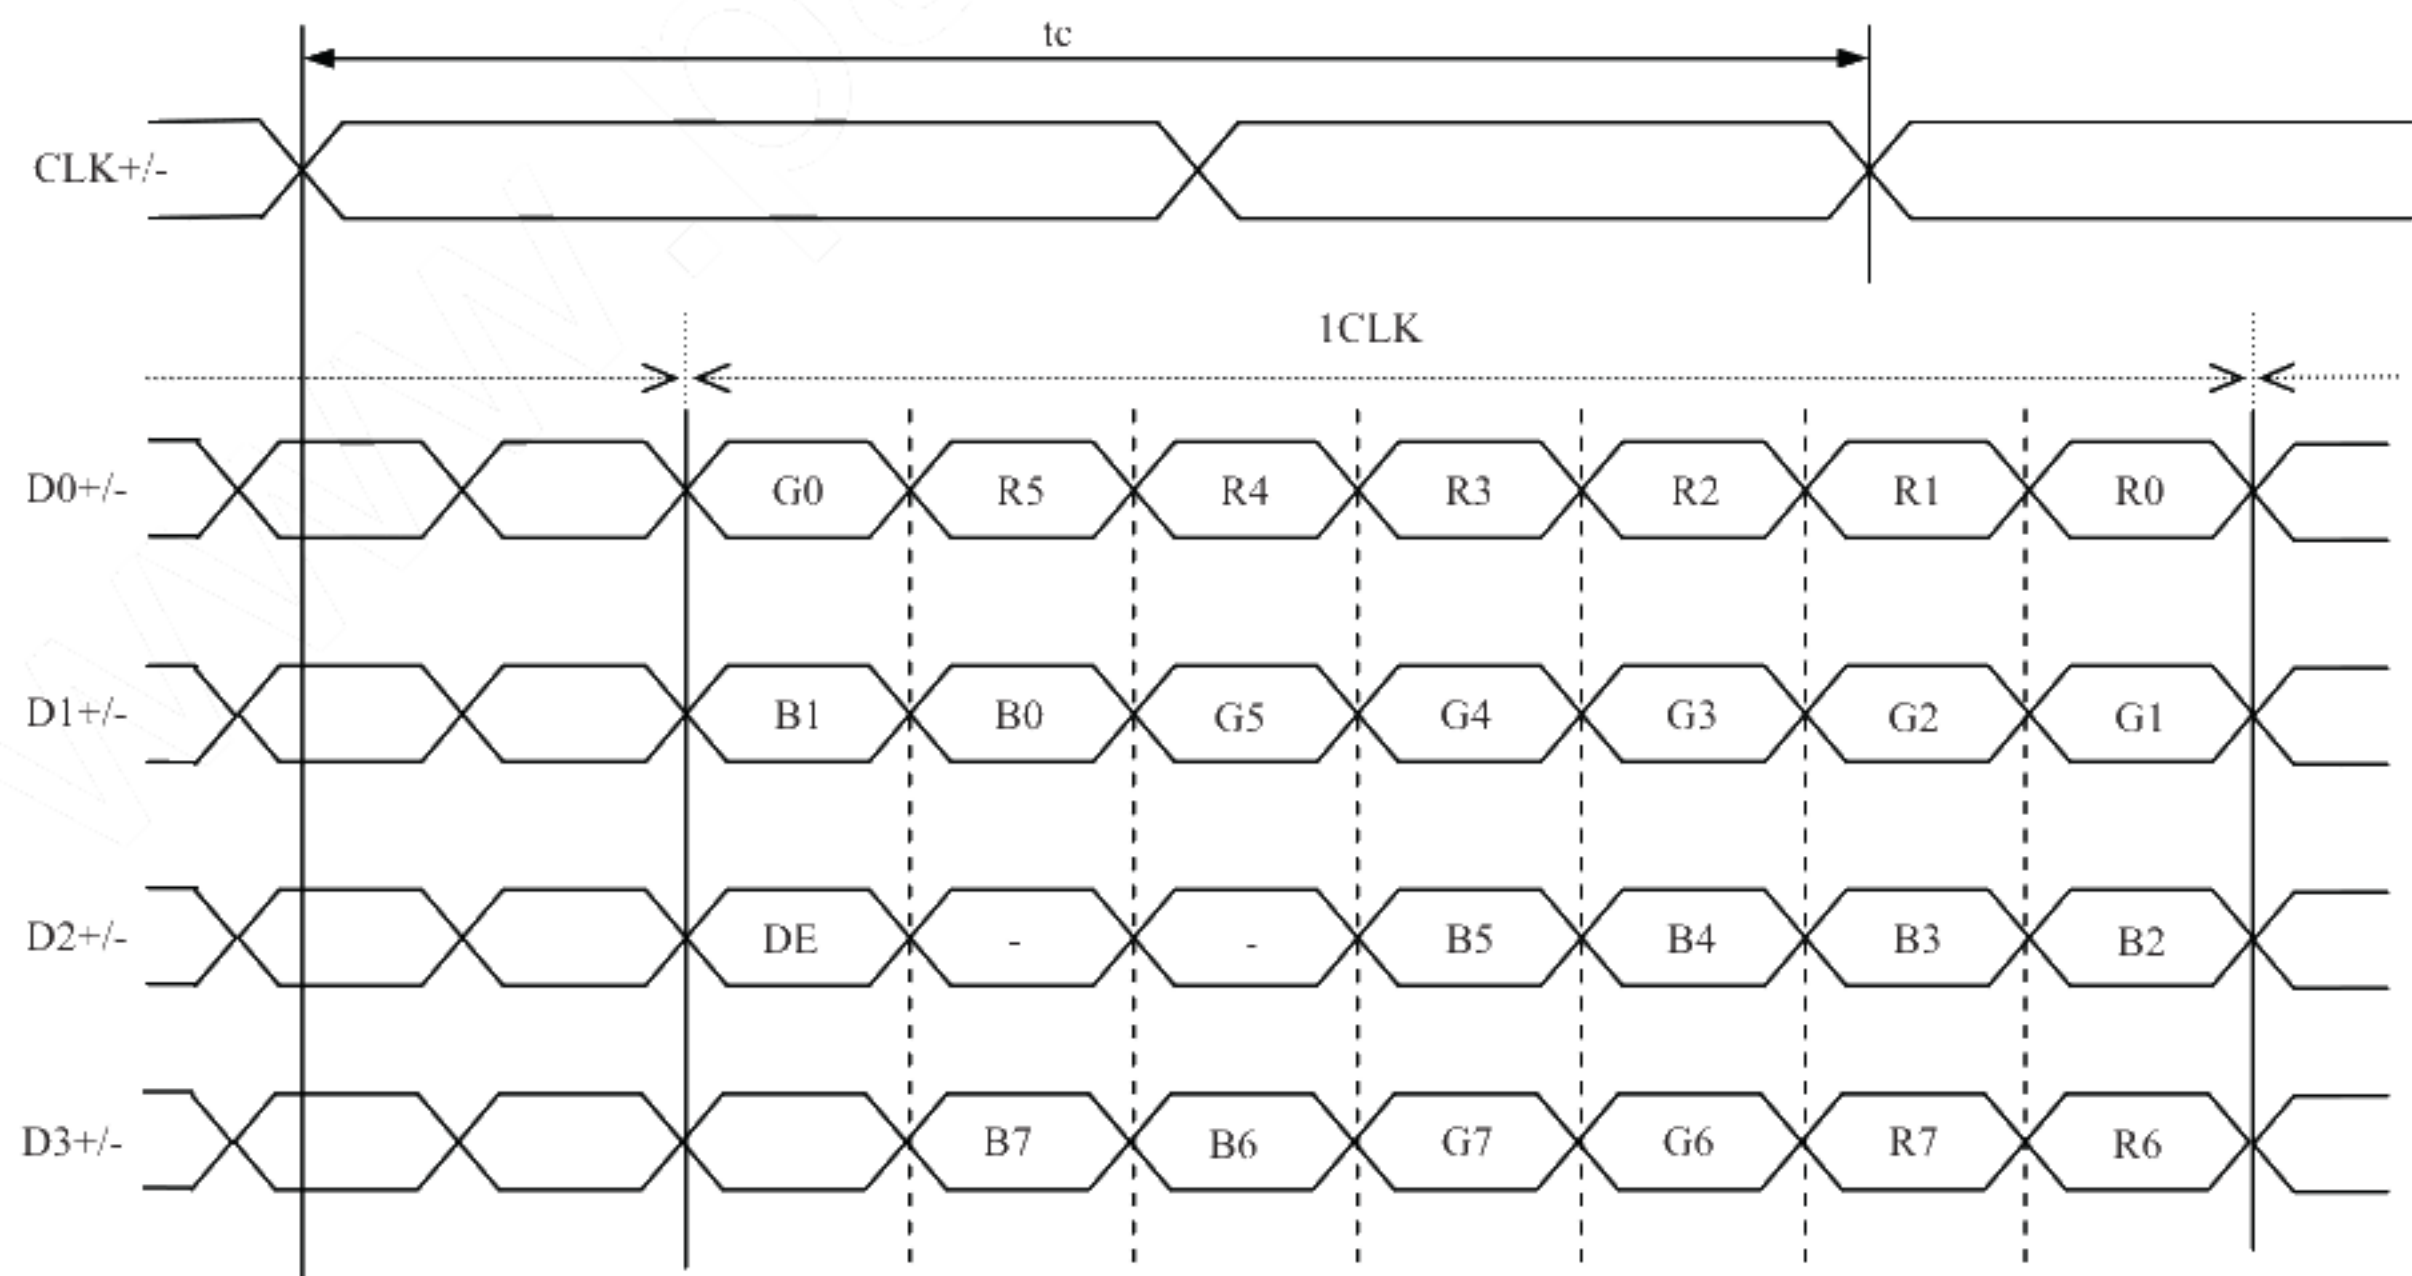 tc
CLK+/-
1CLK
D0+/- G0 R5 R4 R3 R2 R1 R0
D1+/- B1 B0 G5 G4 G3 G2 G1
D2+/- DE - - B5 B4 B3 B2
D3+/- B7 B6 G7 G6 R7 R6